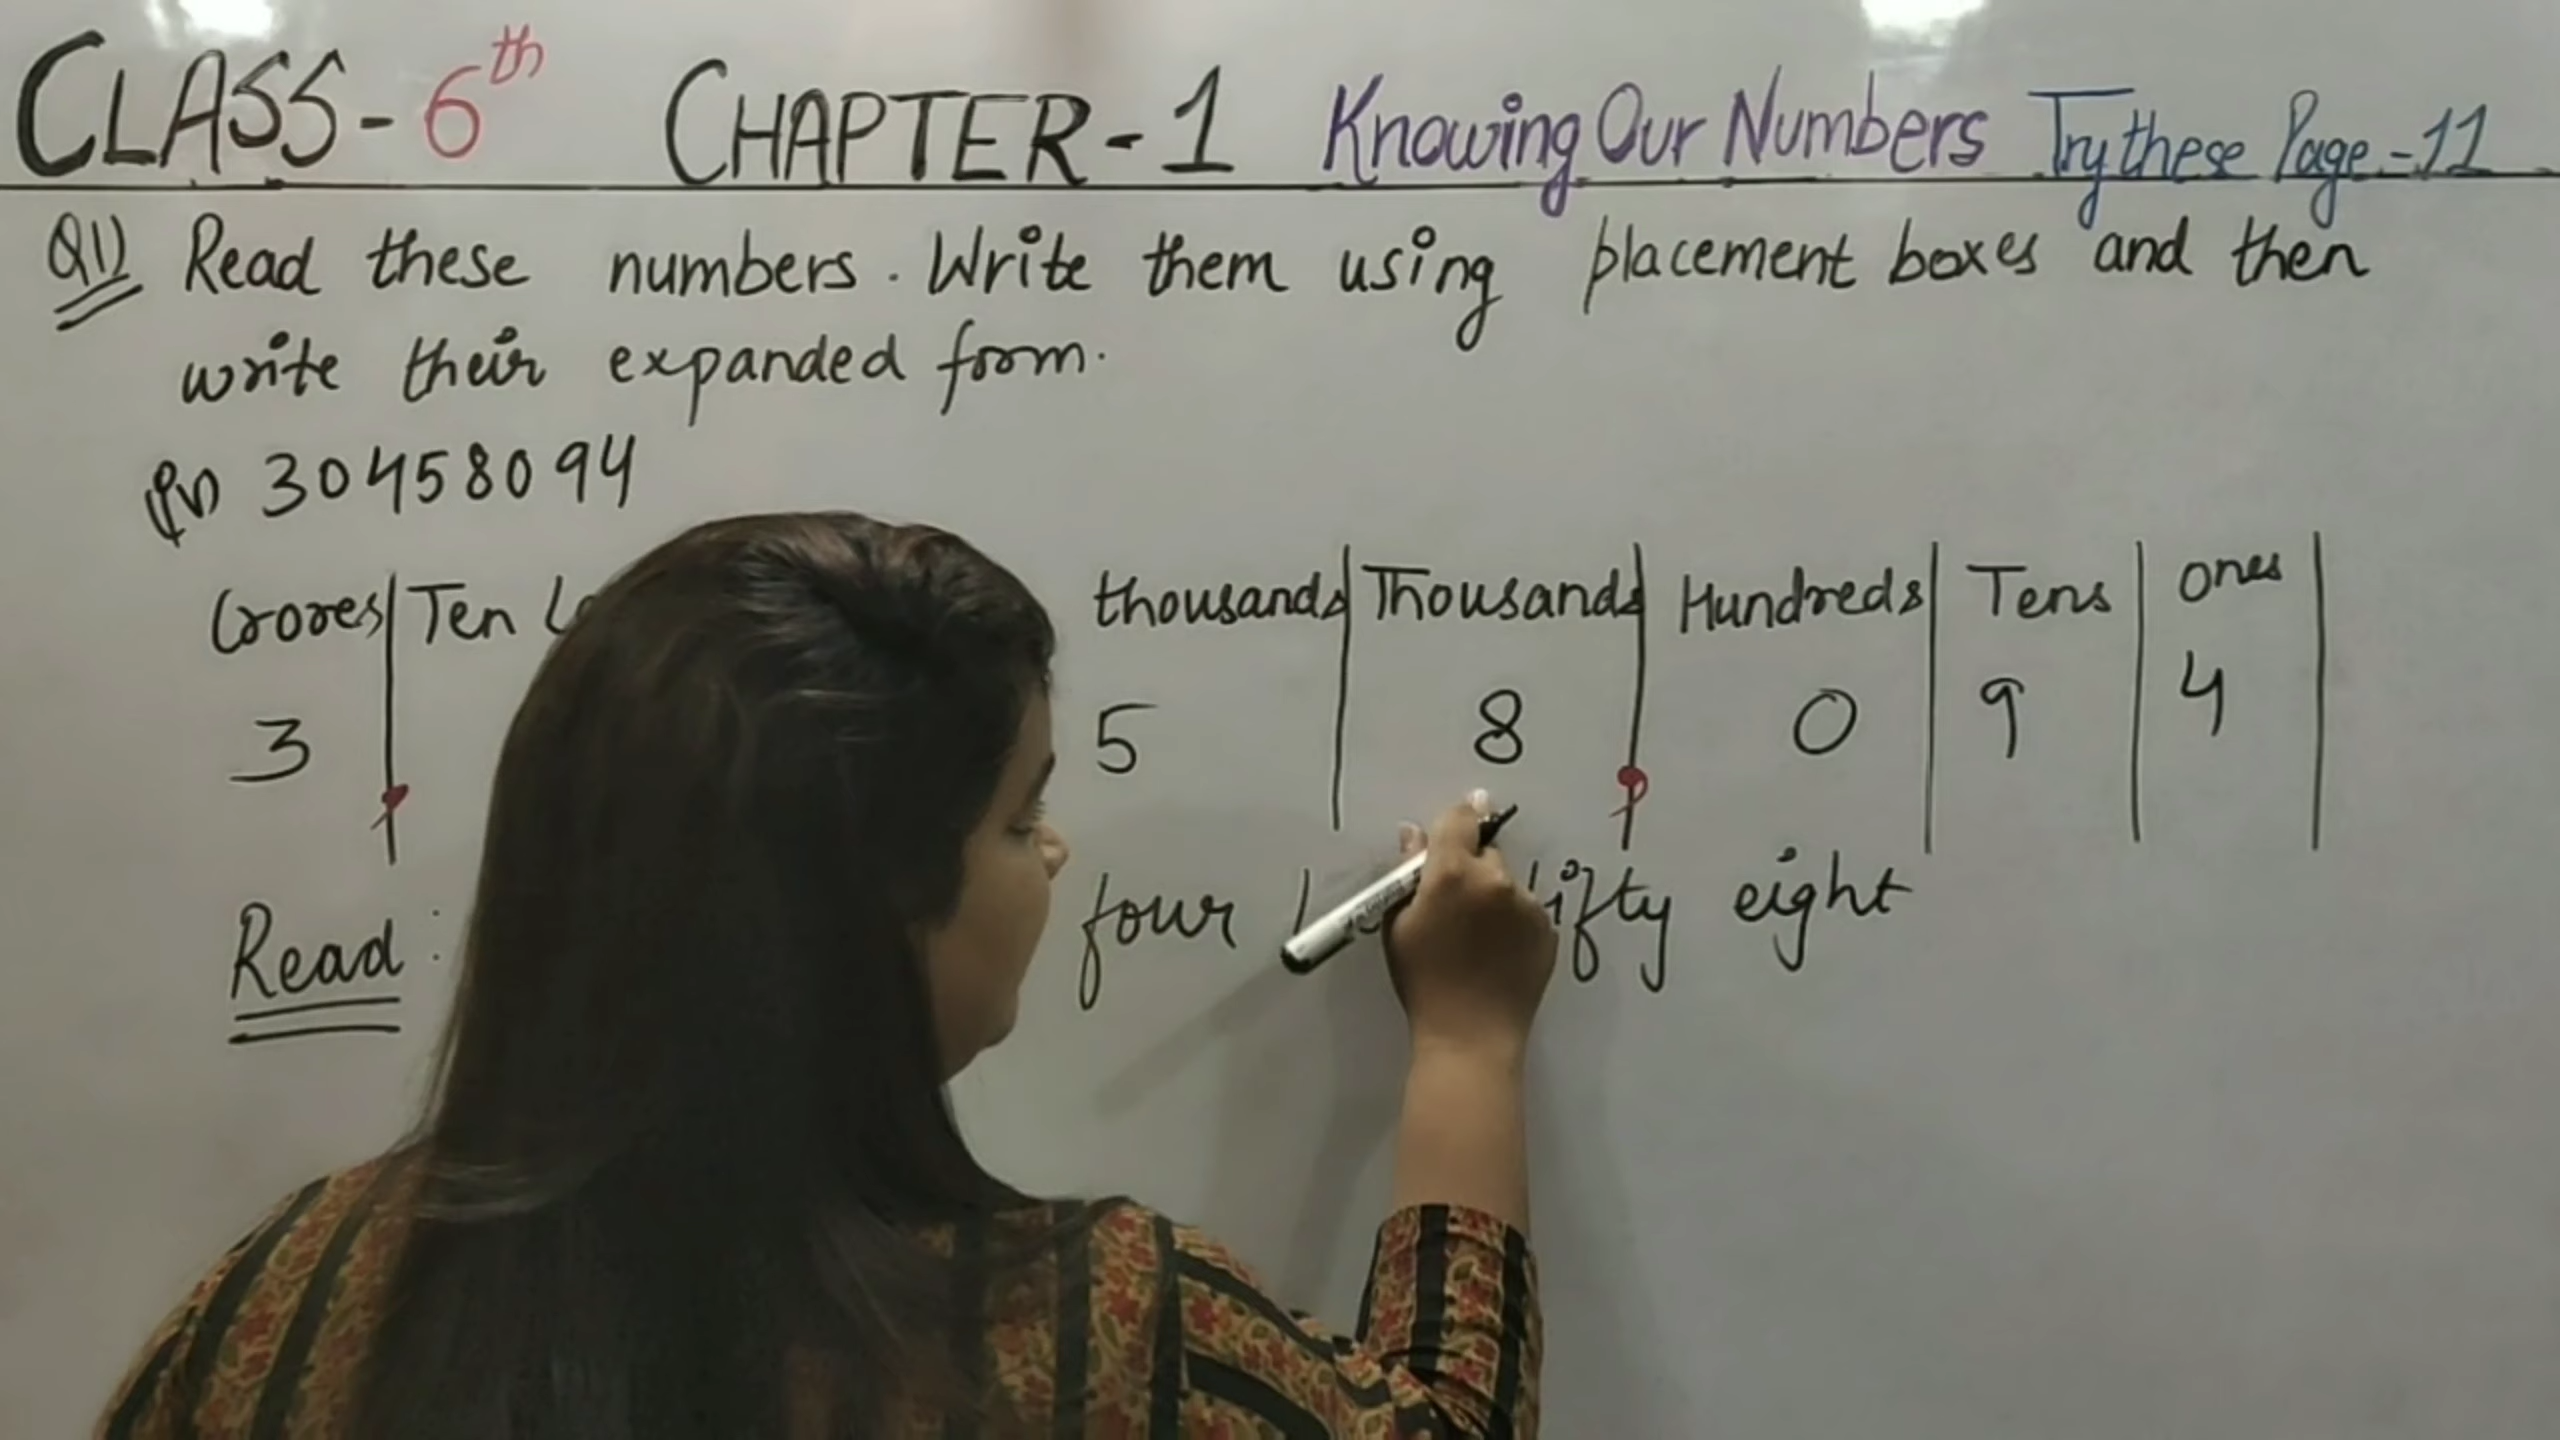 CLASS-6th CHAPTER-1 Knowing Our Numbers Try these Page-11
Q1) Read these numbers. Write them using placement boxes and then
write their expanded form.
30458094
Crores Ten thousands Thousands Hundreds Tens Ones
3 5 8 0 9 4
Read: four fifty eight